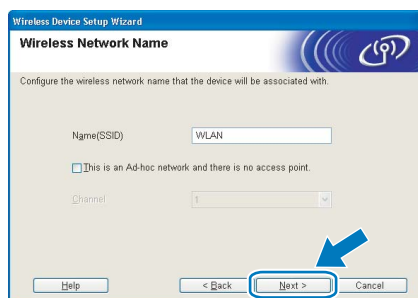 Wireless Device Setup Wizard
Wireless Network Name
Configure the wireless network name that the device will be associated with.
Name(SSID) WLAN
This is an Ad-hoc network and there is no access point.
Channel 1
Help < Back Next > Cancel